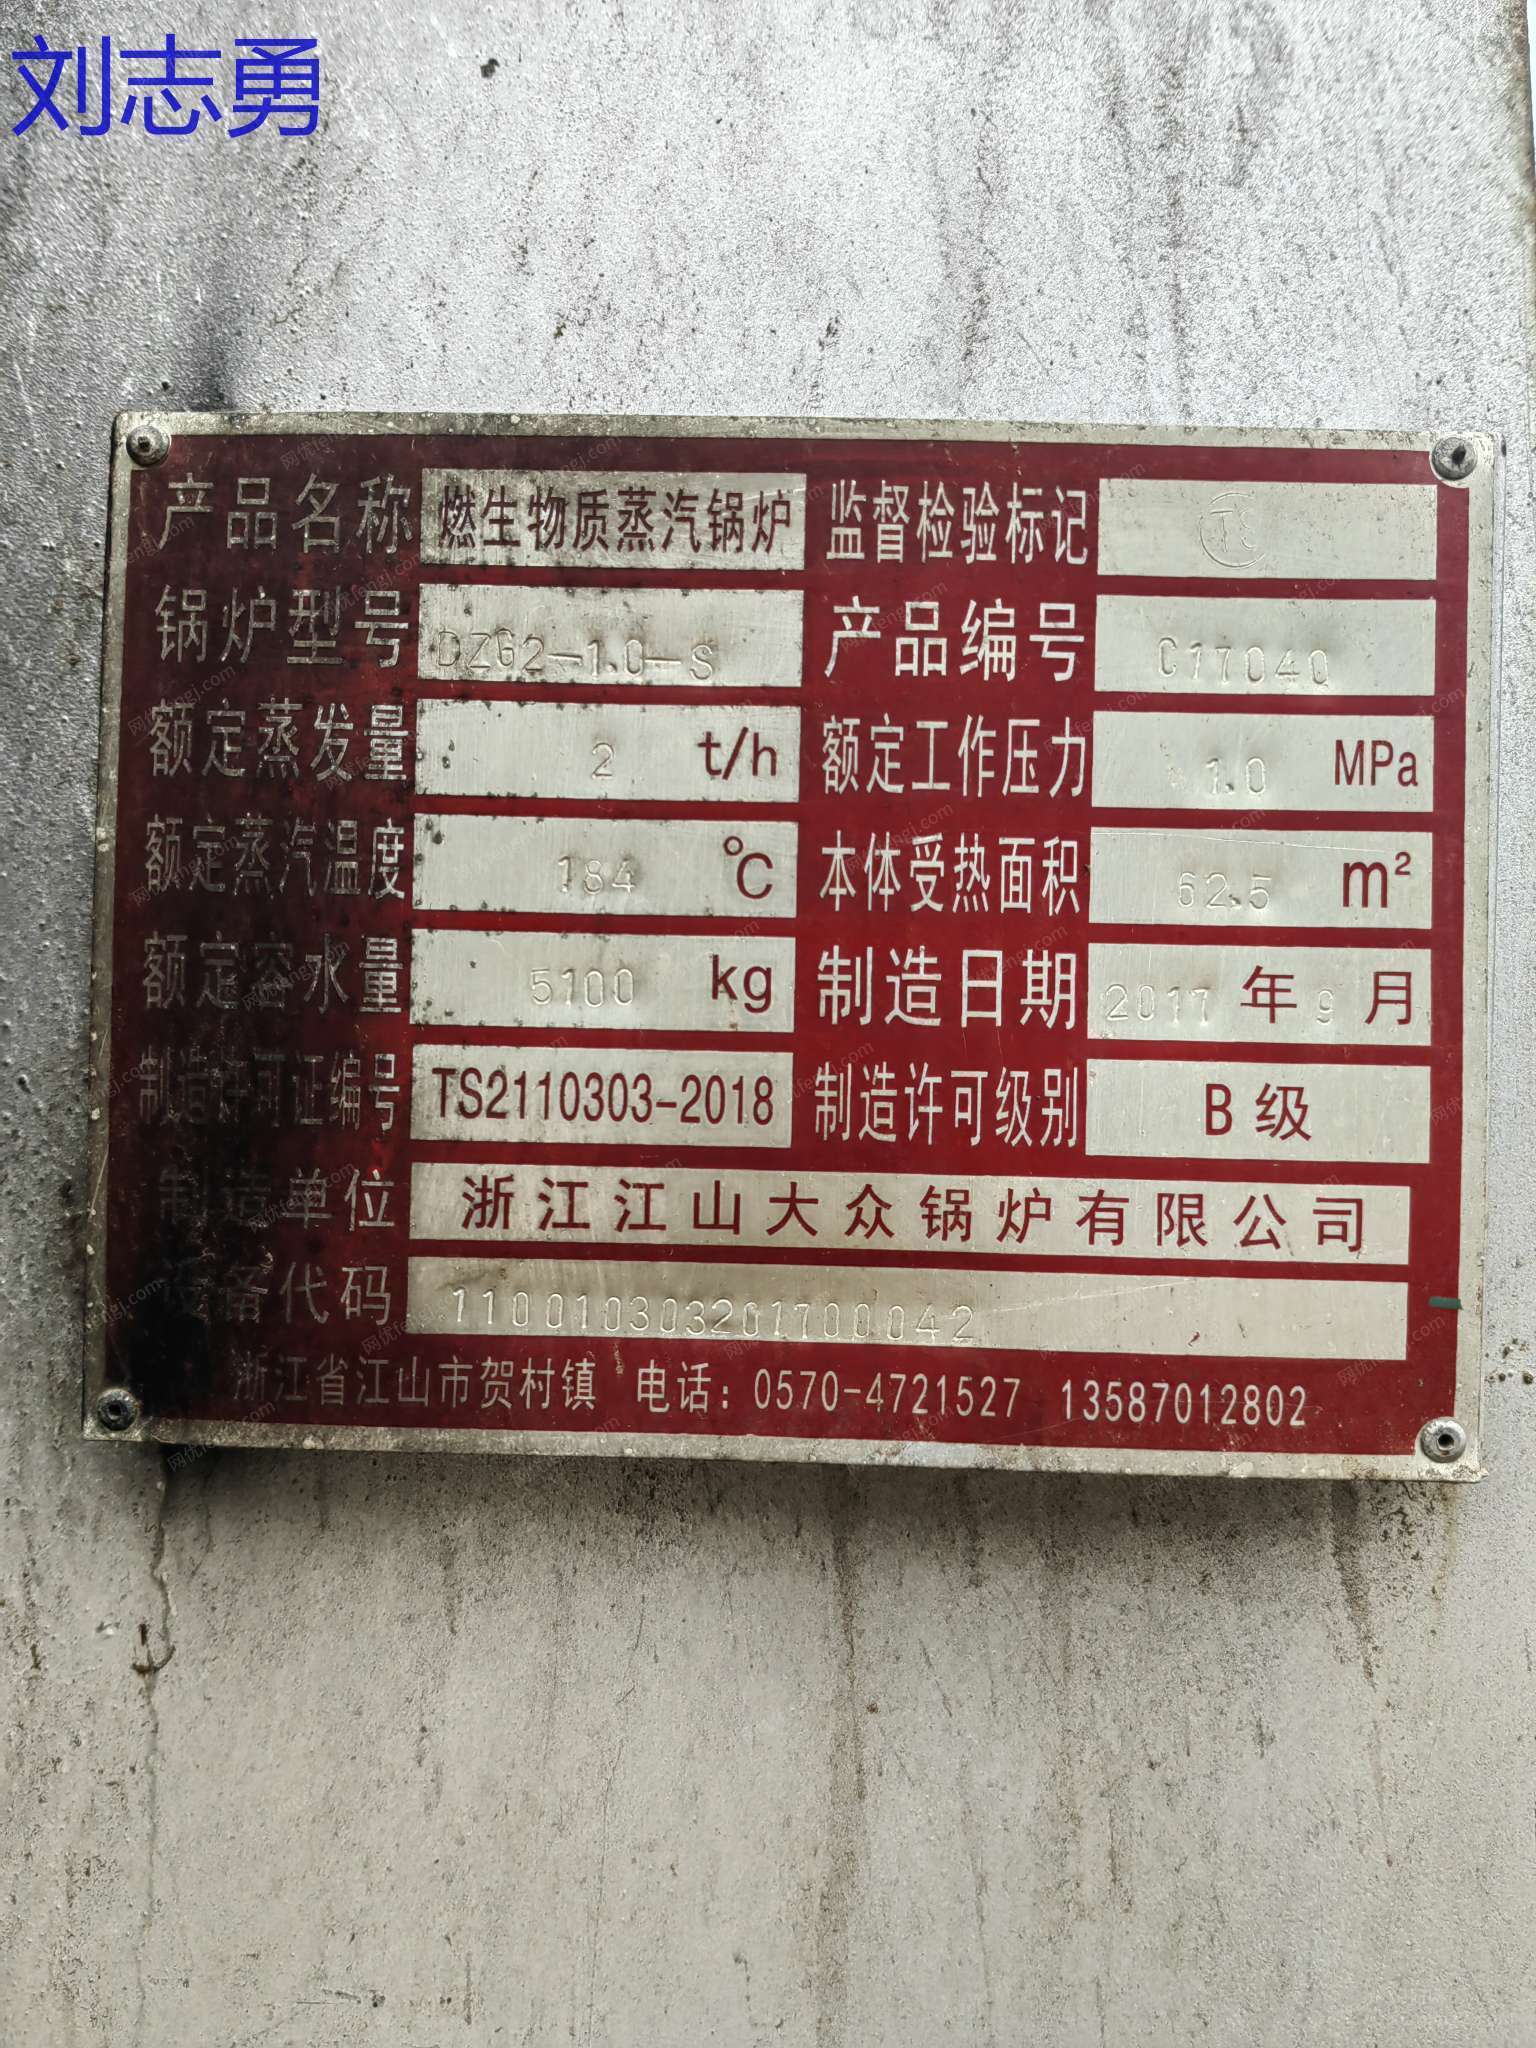 刘志勇
产品名称 燃生物质蒸汽锅炉 监督检验标记 TS
锅炉型号 DZG2-1.0-S 产品编号 C17040
额定蒸发量 2 t/h 额定工作压力 1.0 MPa
额定蒸汽温度 184 ℃ 本体受热面积 62.5 m²
额定容水量 5100 kg 制造日期 2017 年 9 月
制造许可证编号 TS2110303-2018 制造许可级别 B级
制造单位 浙江江山大众锅炉有限公司
设备代码 11001030320170042
浙江省江山市贺村镇 电话：0570-4721527 13587012802